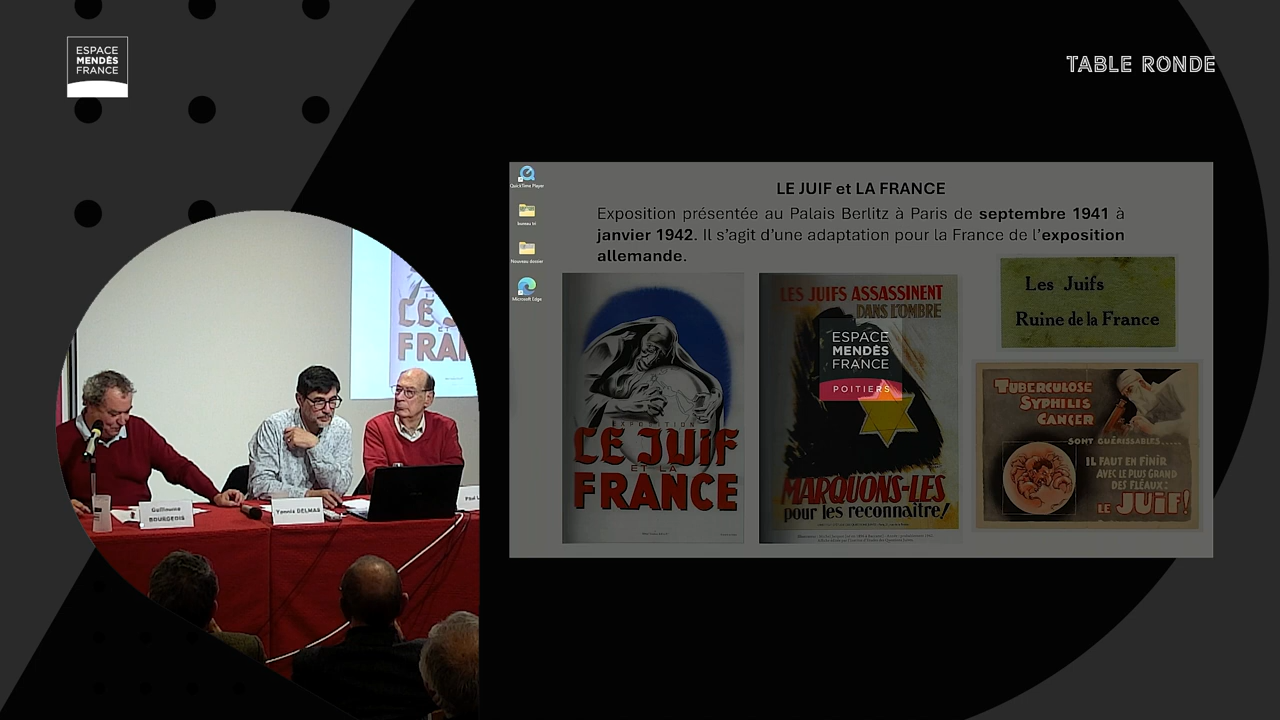 ESPACE
MENDÈS
FRANCE
TABLE RONDE
QuickTime Player
Nouveau dossier
Microsoft Edge
LE JUIF et LA FRANCE
Exposition présentée au Palais Berlitz à Paris de septembre 1941 à
janvier 1942. Il s'agit d'une adaptation pour la France de l'exposition
allemande.
EXPOSITION
LE JUIF
ET LA
FRANCE
LES JUIFS ASSASSINENT
DANS L'OMBRE
ESPACE
MENDÈS
FRANCE
POITIERS
MARQUONS-LES
pour les reconnaître!
Les Juifs
Ruine de la France
TUBERCULOSE
SYPHILIS
CANCER
SONT GUÉRISSABLES.....
IL FAUT EN FINIR
AVEC LE PLUS GRAND
DES FLÉAUX:
LE JUIF!
LE J
ET
FRAN
Guillaume
BOURGEOIS
Yannis DELMAS
Paul L